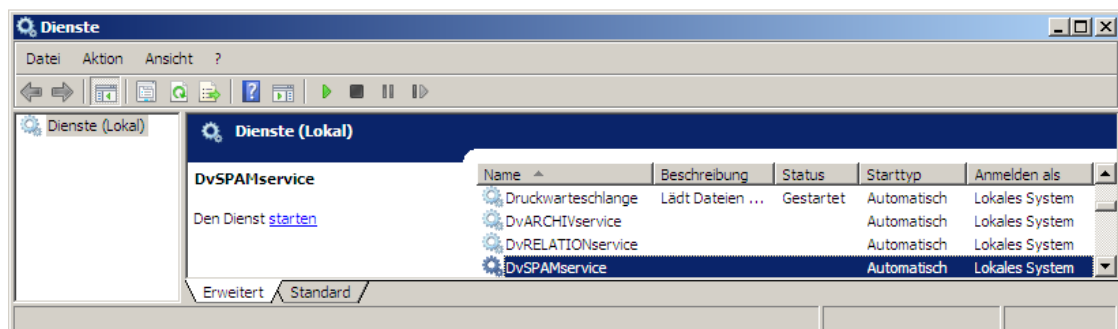 Dienste
Datei Aktion Ansicht ?
Dienste (Lokal)
Dienste (Lokal)
DvSPAMservice
Den Dienst starten
Name Beschreibung Status Starttyp Anmelden als
Druckwarteschlange Lädt Dateien ... Gestartet Automatisch Lokales System
DvARCHIVservice Automatisch Lokales System
DvRELATIONservice Automatisch Lokales System
DvSPAMservice Automatisch Lokales System
Erweitert Standard